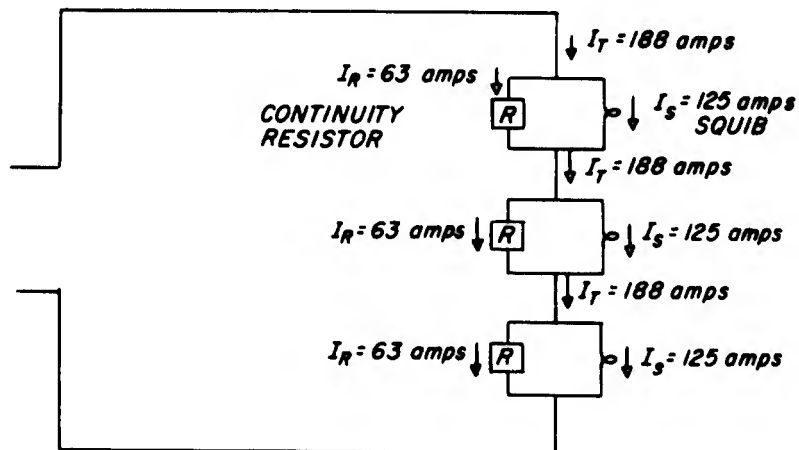 I_T = 188 amps
I_R = 63 amps
CONTINUITY
RESISTOR
R
I_S = 125 amps
SQUIB
I_T = 188 amps
I_R = 63 amps
R
I_S = 125 amps
I_T = 188 amps
I_R = 63 amps
R
I_S = 125 amps